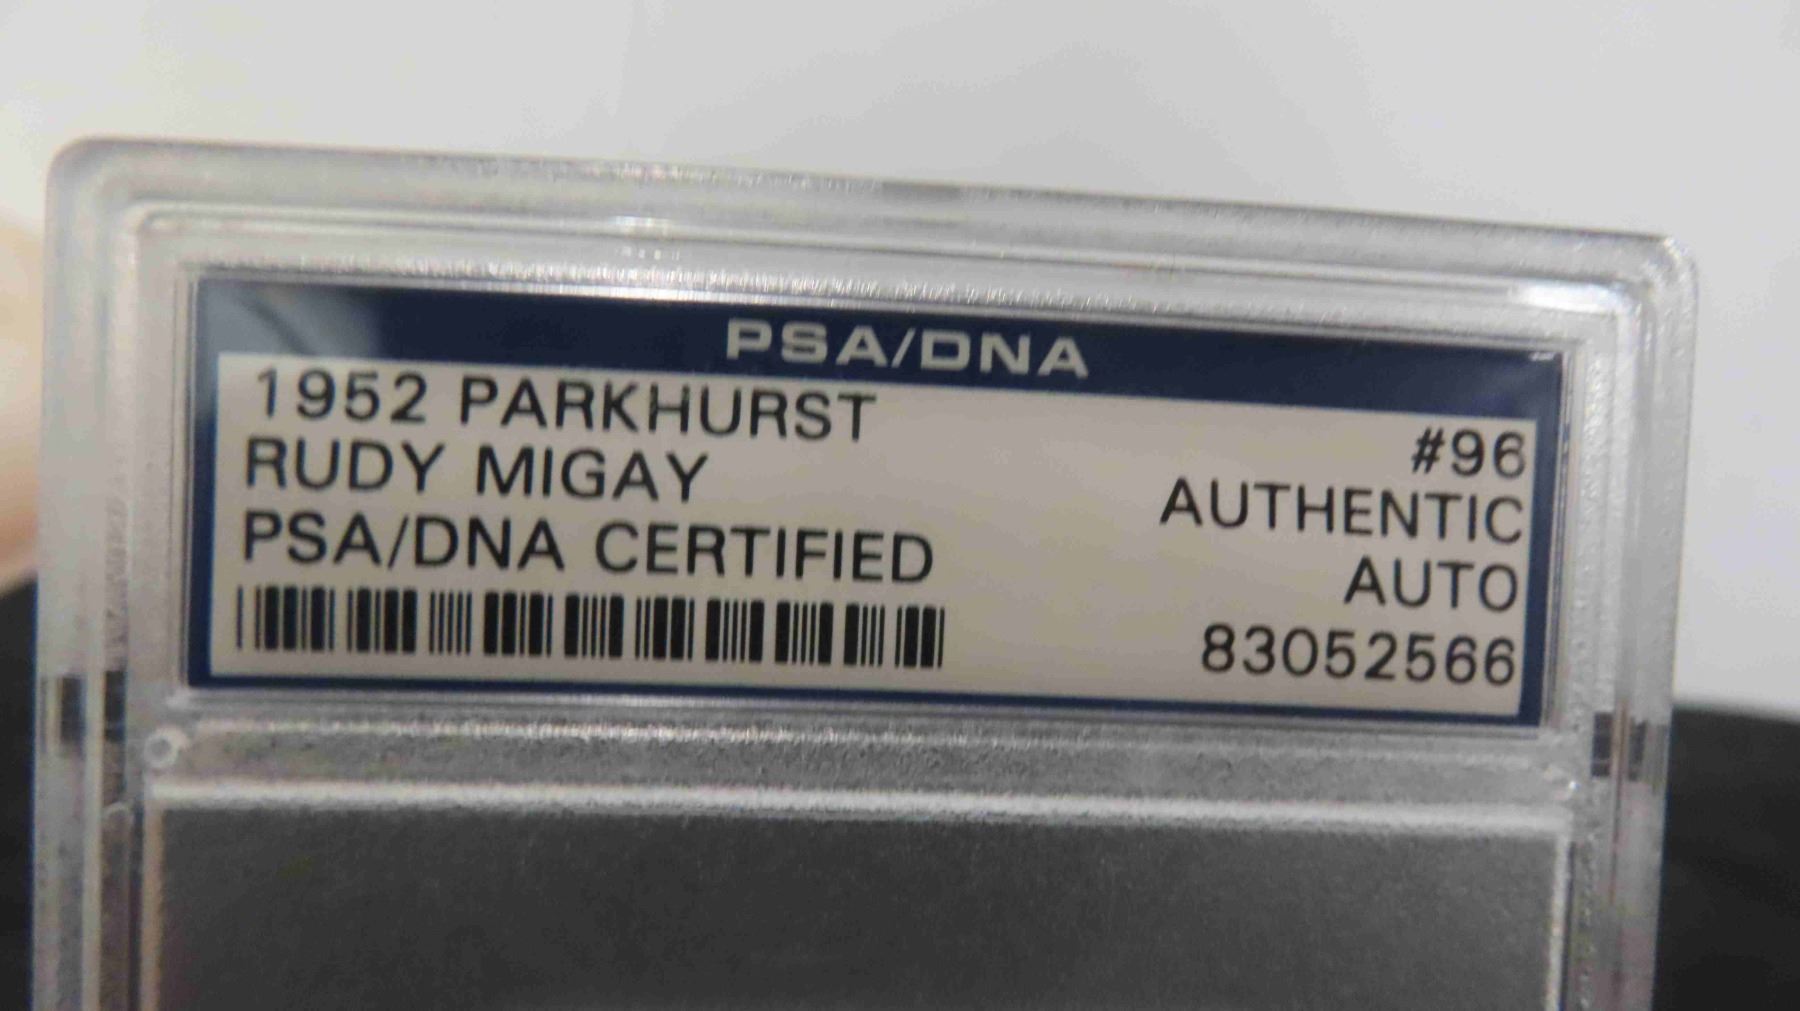 PSA/DNA
1952 PARKHURST
RUDY MIGAY
PSA/DNA CERTIFIED
#96
AUTHENTIC
AUTO
83052566